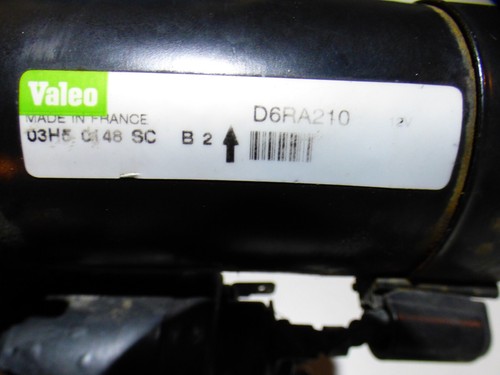 Valeo
MADE IN FRANCE
D6RA210 12V
03H5 0148 SC B 2